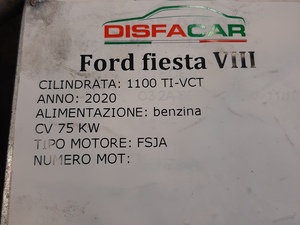 DISFACAR
Ford fiesta VIII
CILINDRATA: 1100 TI-VCT
ANNO: 2020
ALIMENTAZIONE: benzina
CV 75 KW
TIPO MOTORE: FSJA
NUMERO MOT: